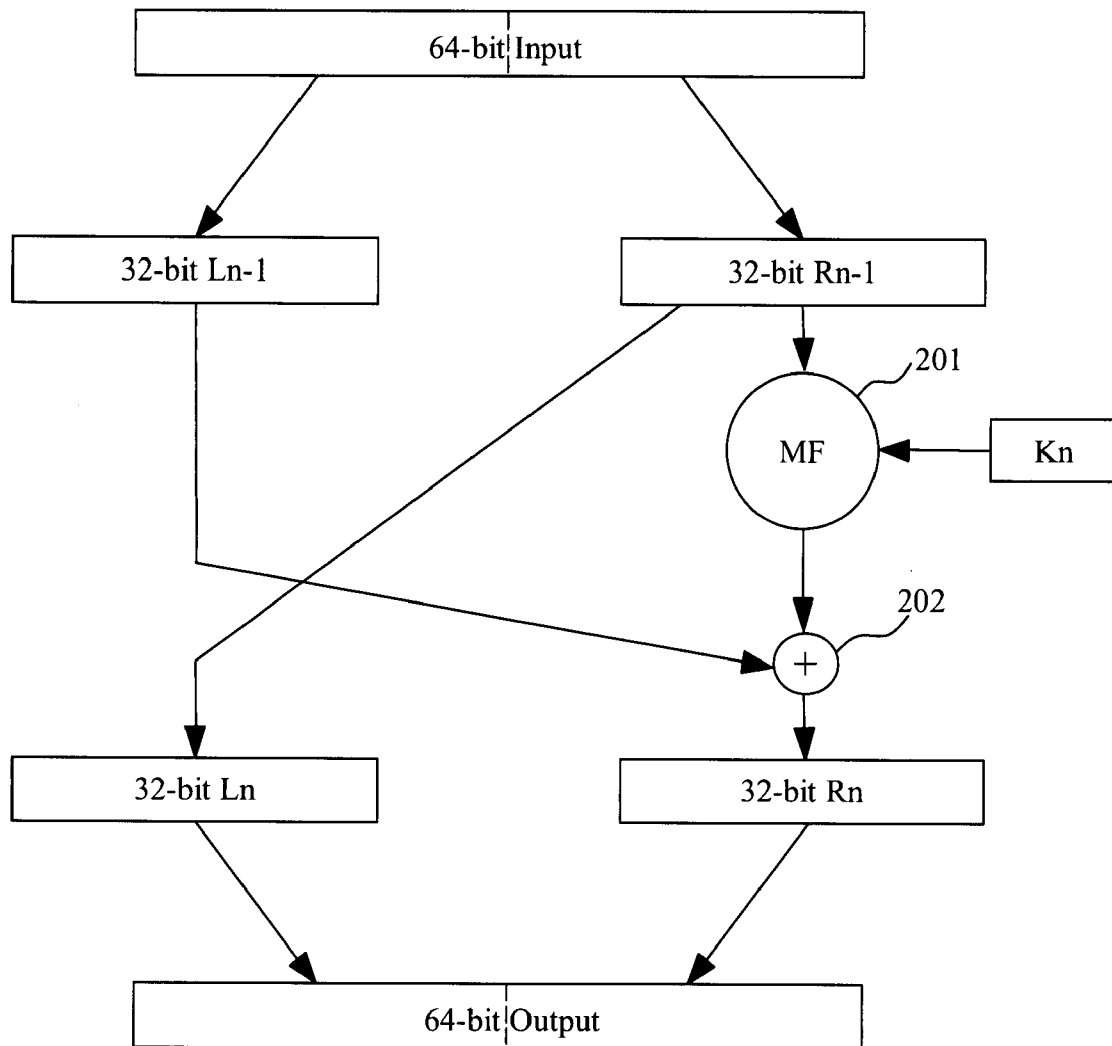 64-bit Input
32-bit Ln-1
32-bit Rn-1
201
MF
Kn
202
+
32-bit Ln
32-bit Rn
64-bit Output